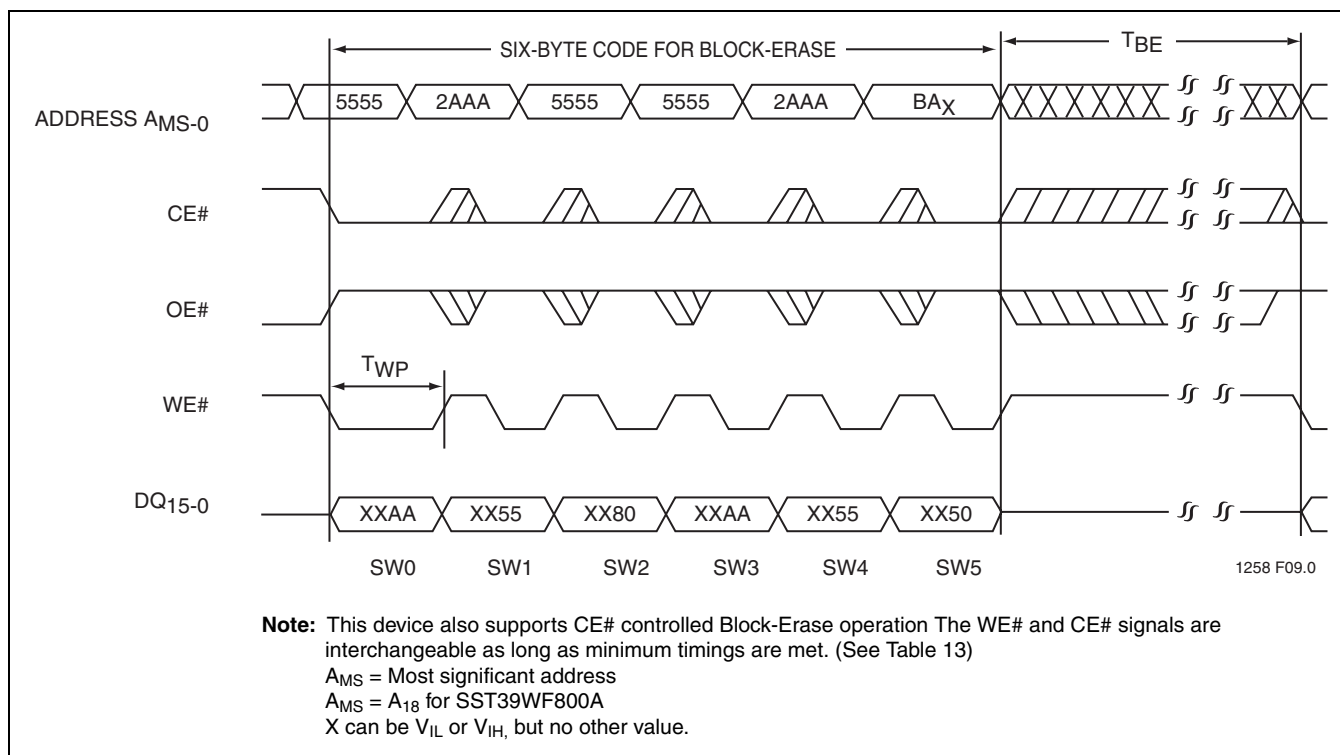 SIX-BYTE CODE FOR BLOCK-ERASE TBE
ADDRESS AMS-0 5555 2AAA 5555 5555 2AAA BAX
CE#
OE#
TWP
WE#
DQ15-0 XXAA XX55 XX80 XXAA XX55 XX50
SW0 SW1 SW2 SW3 SW4 SW5 1258 F09.0
Note: This device also supports CE# controlled Block-Erase operation The WE# and CE# signals are
interchangeable as long as minimum timings are met. (See Table 13)
AMS = Most significant address
AMS = A18 for SST39WF800A
X can be VIL or VIH, but no other value.